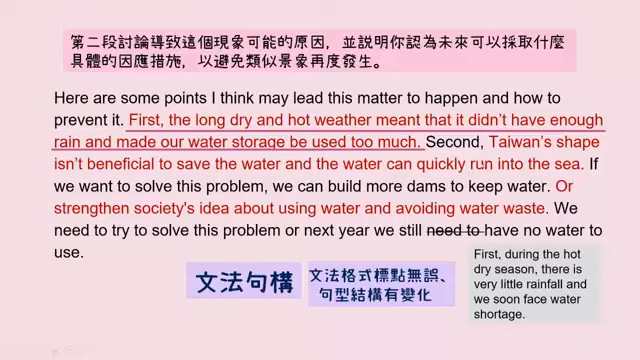 第二段討論導致這個現象可能的原因，並說明你認為未來可以採取什麼
具體的因應措施，以避免類似景象再度發生。
Here are some points I think may lead this matter to happen and how to
prevent it. First, the long dry and hot weather meant that it didn't have enough
rain and made our water storage be used too much. Second, Taiwan's shape
isn't beneficial to save the water and the water can quickly run into the sea. If
we want to solve this problem, we can build more dams to keep water. Or
strengthen society's idea about using water and avoiding water waste. We
need to try to solve this problem or next year we still need to have no water to
use.
文法句構
文法格式標點無誤、
句型結構有變化
First, during the hot
dry season, there is
very little rainfall and
we soon face water
shortage.